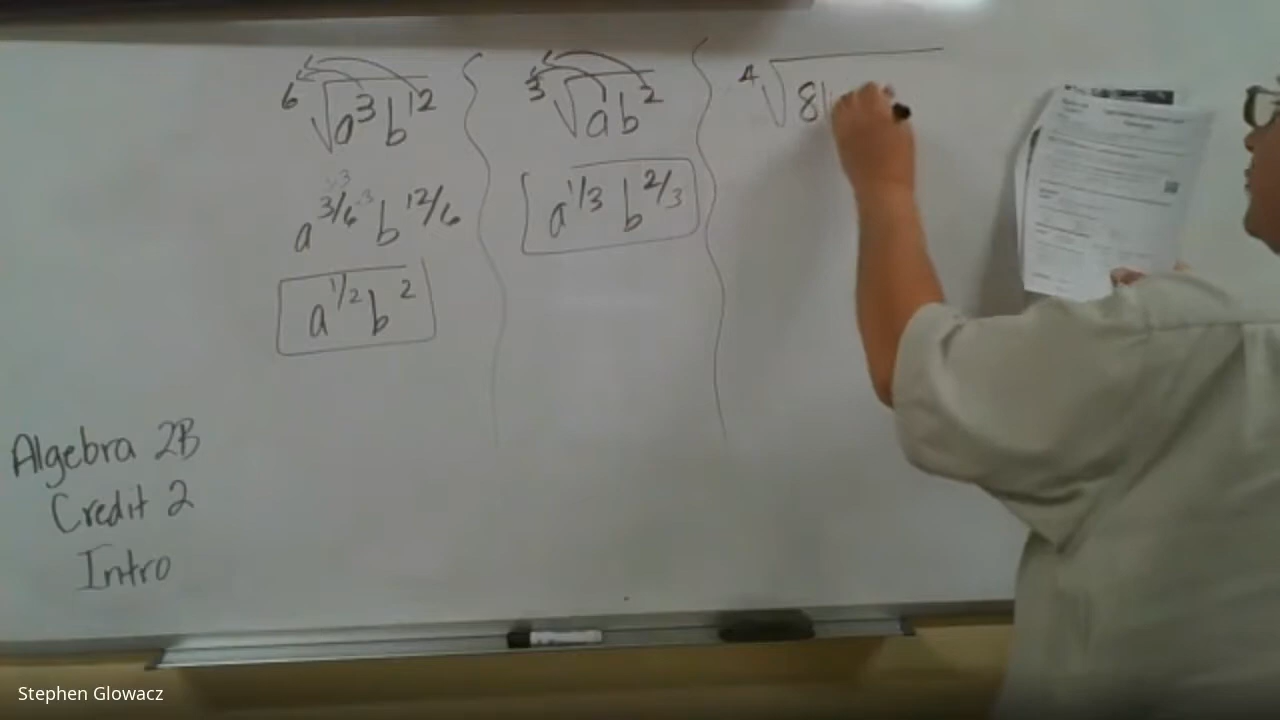 ⁶√a³b¹²
a^3/6 b^12/6
a^1/2 b^2
³√ab²
a^1/3 b^2/3
⁴√81
Algebra 2B
Credit 2
Intro
Stephen Glowacz